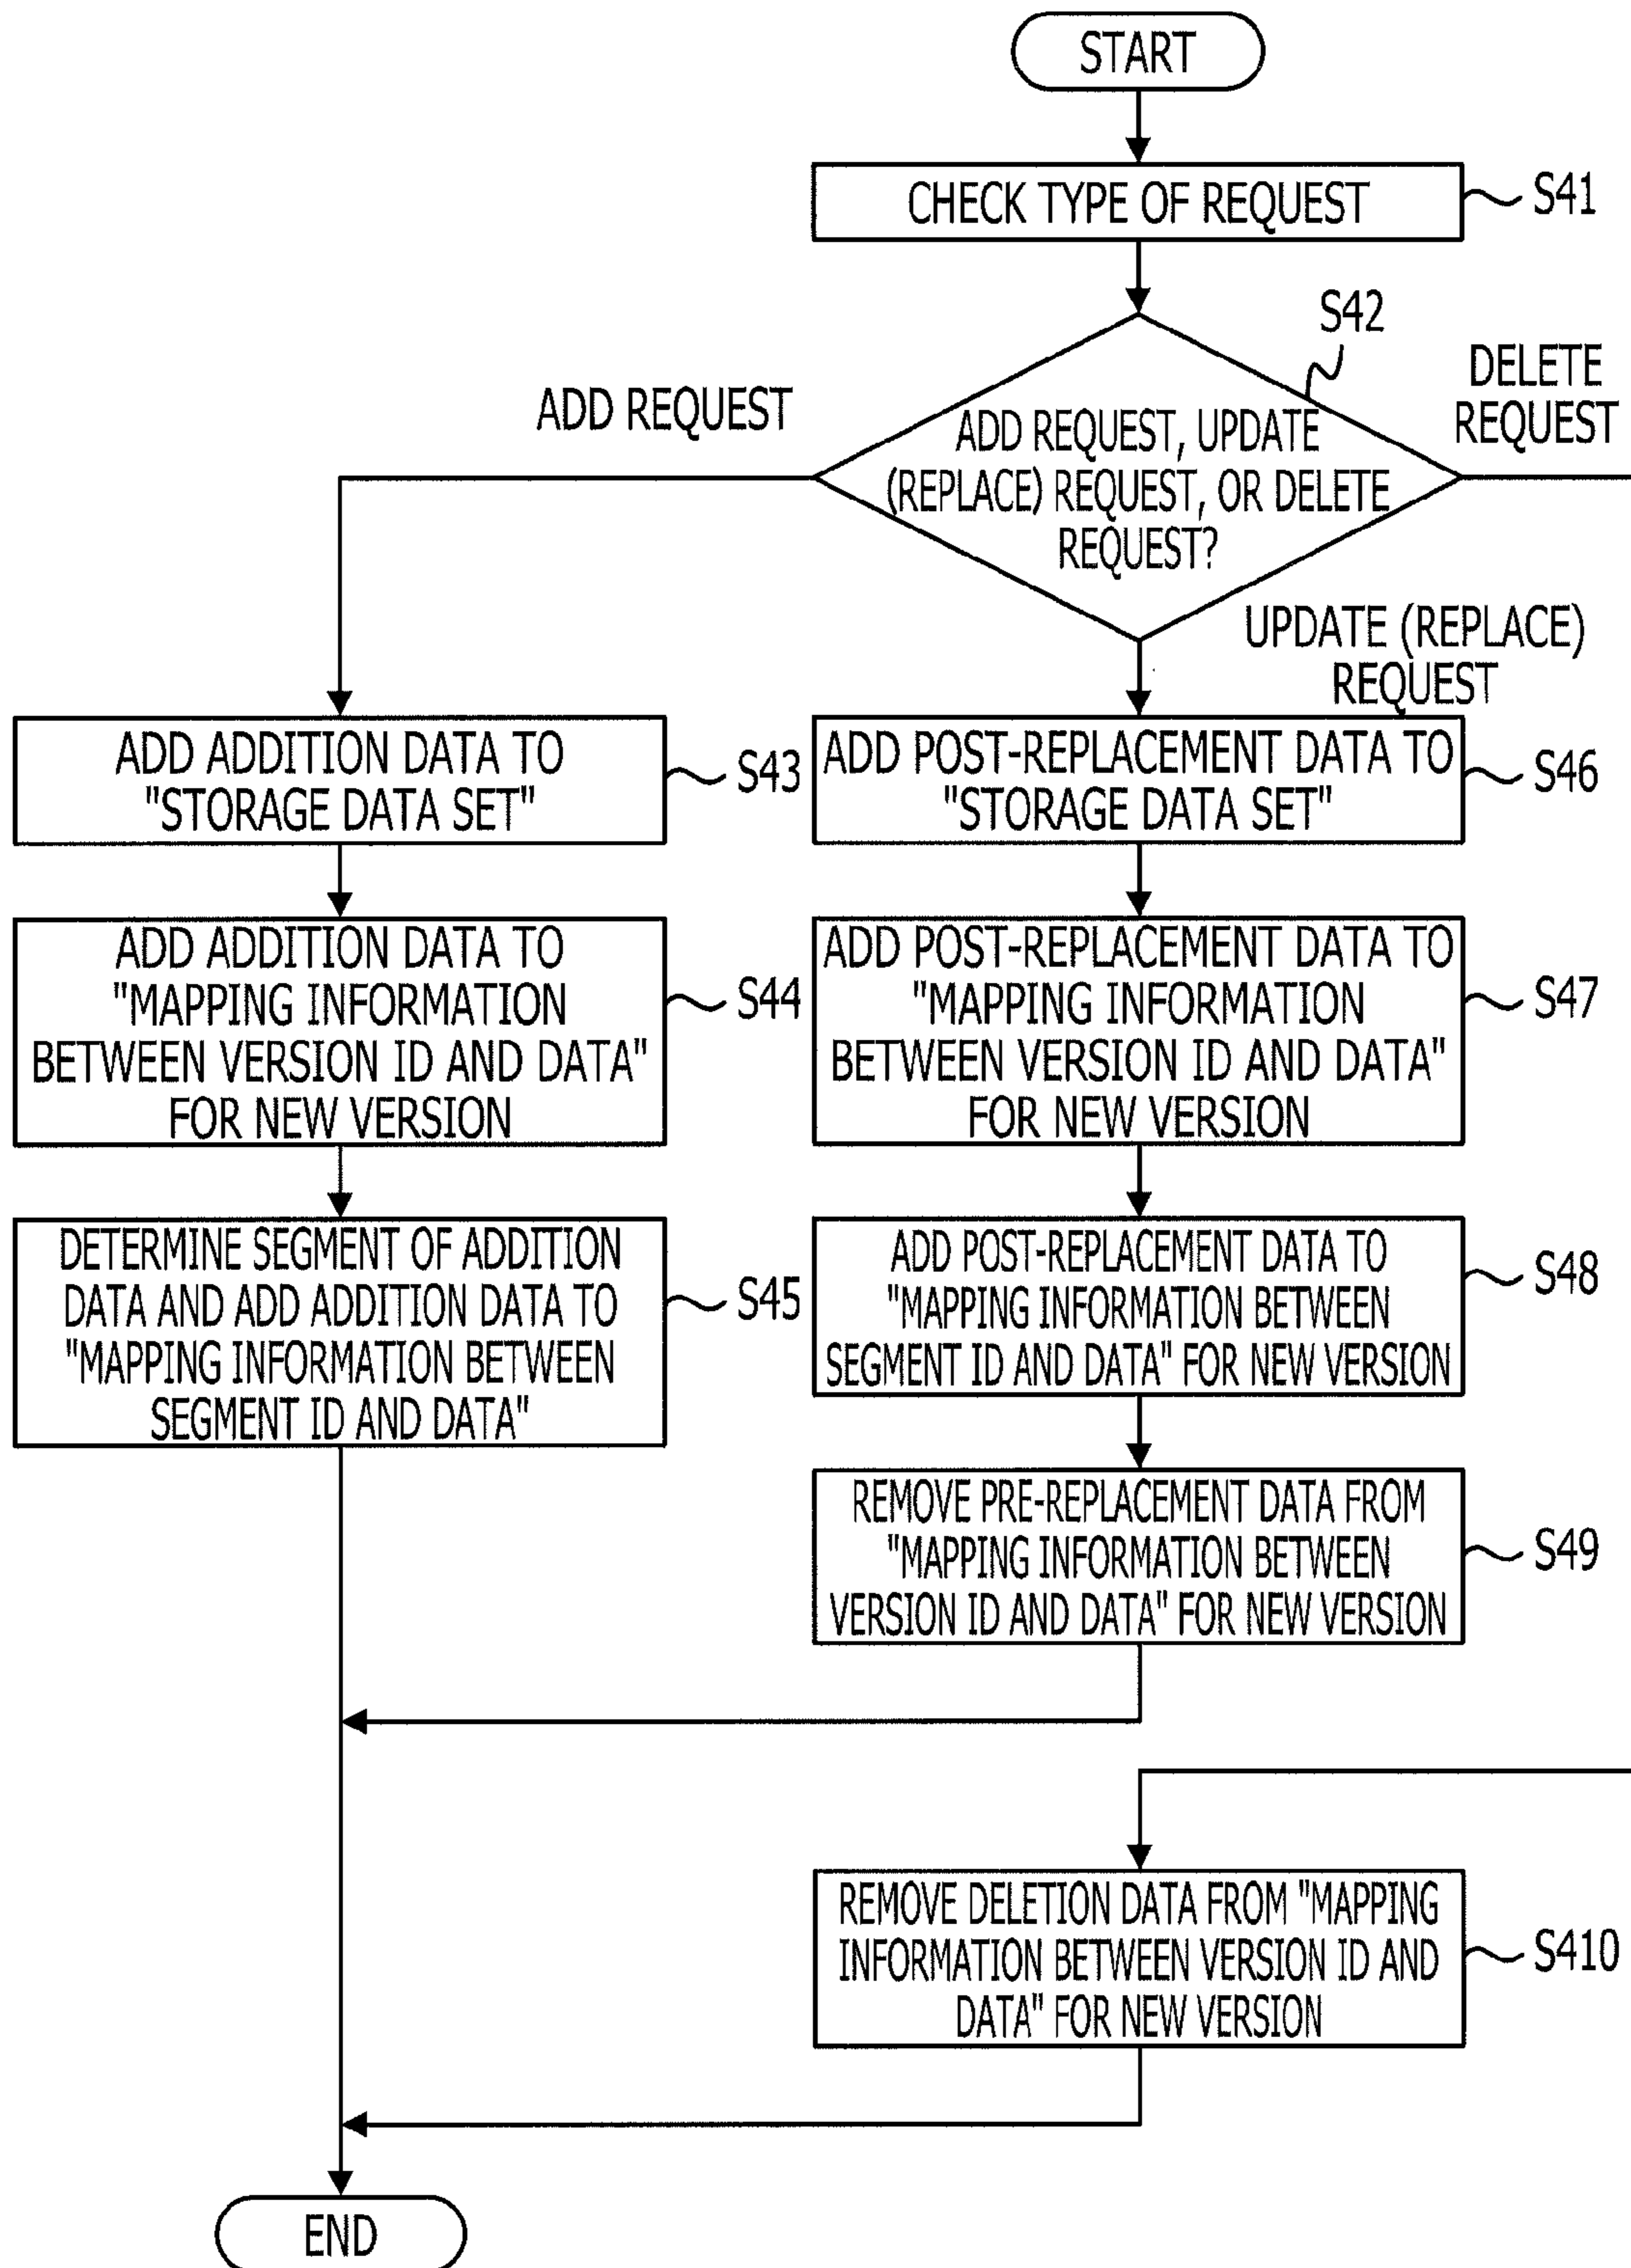 START
CHECK TYPE OF REQUEST
S41
S42
ADD REQUEST
DELETE
REQUEST
ADD REQUEST, UPDATE
(REPLACE) REQUEST, OR DELETE
REQUEST?
UPDATE (REPLACE)
REQUEST
ADD ADDITION DATA TO
"STORAGE DATA SET"
S43
ADD ADDITION DATA TO
"MAPPING INFORMATION
BETWEEN VERSION ID AND DATA"
FOR NEW VERSION
S44
DETERMINE SEGMENT OF ADDITION
DATA AND ADD ADDITION DATA TO
"MAPPING INFORMATION BETWEEN
SEGMENT ID AND DATA"
S45
ADD POST-REPLACEMENT DATA TO
"STORAGE DATA SET"
S46
ADD POST-REPLACEMENT DATA TO
"MAPPING INFORMATION
BETWEEN VERSION ID AND DATA"
FOR NEW VERSION
S47
ADD POST-REPLACEMENT DATA TO
"MAPPING INFORMATION BETWEEN
SEGMENT ID AND DATA" FOR NEW VERSION
S48
REMOVE PRE-REPLACEMENT DATA FROM
"MAPPING INFORMATION BETWEEN
VERSION ID AND DATA" FOR NEW VERSION
S49
REMOVE DELETION DATA FROM "MAPPING
INFORMATION BETWEEN VERSION ID AND
DATA" FOR NEW VERSION
S410
END